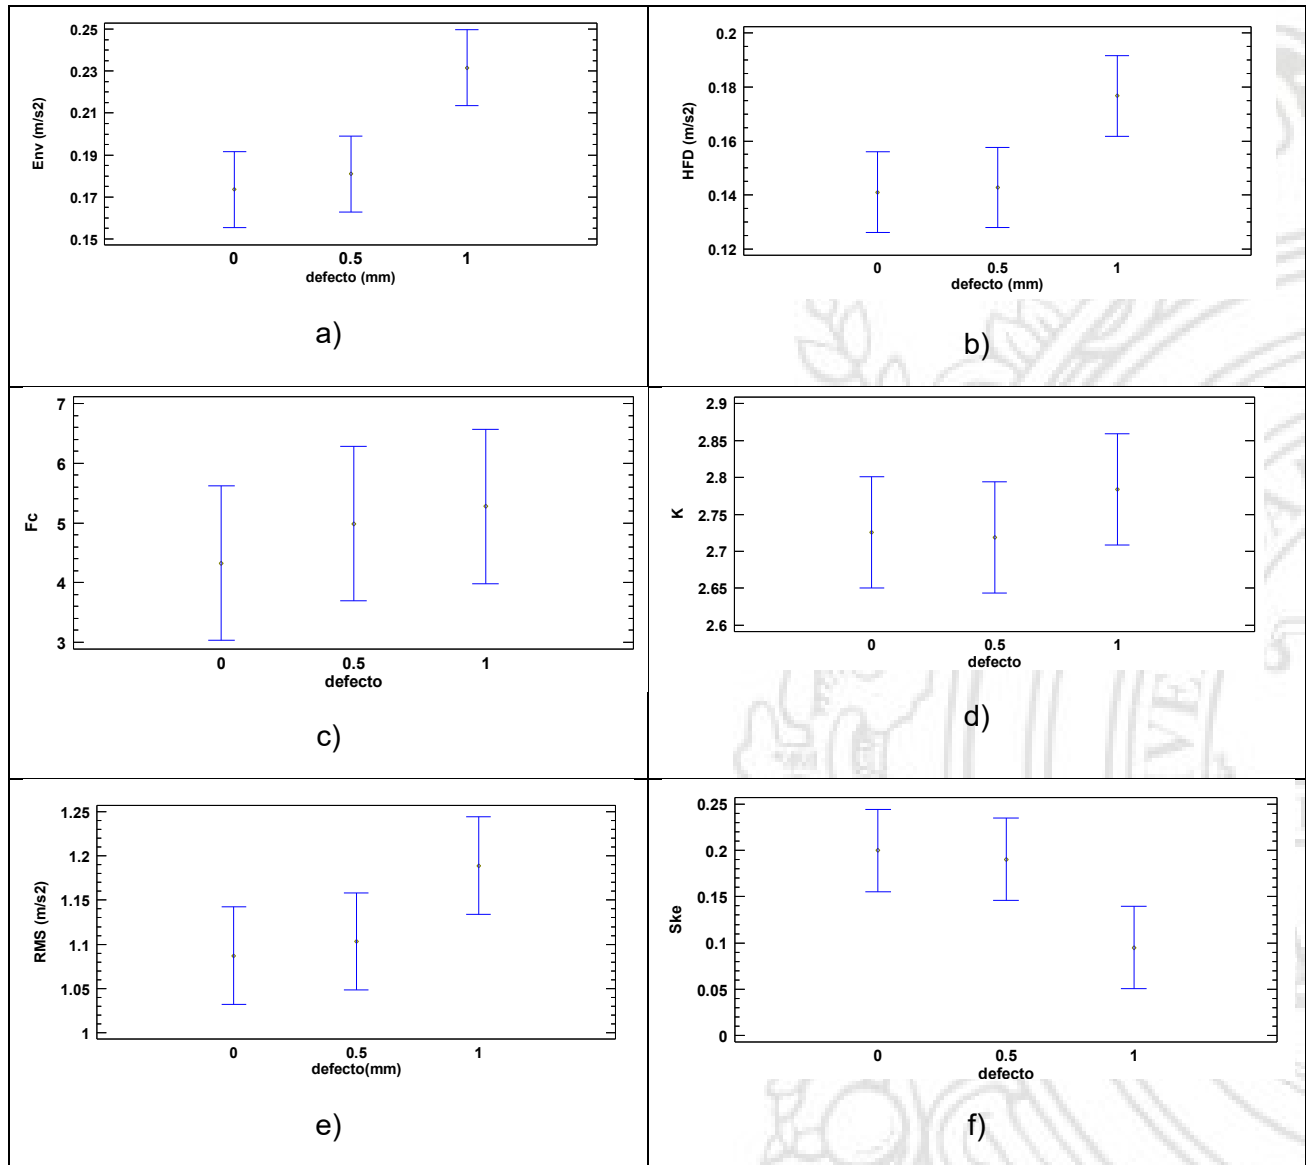 0.25
0.23
0.21
0.19
0.17
0.15
Env (m/s2)
0 0.5 1
defecto (mm)
a)
0.2
0.18
0.16
0.14
0.12
HFD (m/s2)
0 0.5 1
defecto (mm)
b)
7
6
5
4
3
Fc
0 0.5 1
defecto
c)
2.9
2.85
2.8
2.75
2.7
2.65
2.6
K
0 0.5 1
defecto
d)
1.25
1.2
1.15
1.1
1.05
1
RMS (m/s2)
0 0.5 1
defecto(mm)
e)
0.25
0.2
0.15
0.1
0.05
0
Ske
0 0.5 1
defecto
f)